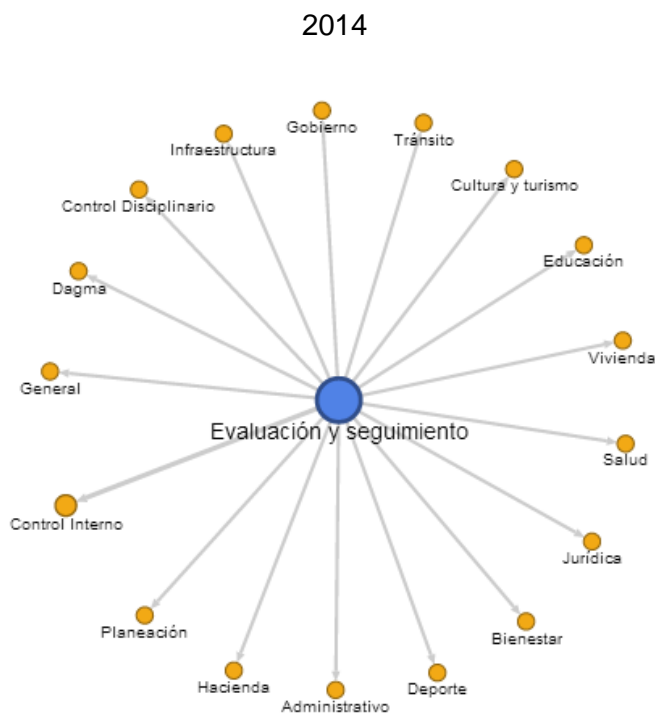 2014
Gobierno
Tránsito
Infraestructura
Cultura y turismo
Control Disciplinario
Educación
Dagma
Vivienda
General
Evaluación y seguimiento
Salud
Control Interno
Jurídica
Planeación
Bienestar
Hacienda
Deporte
Administrativo